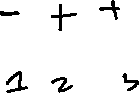 - + +
1 2 3